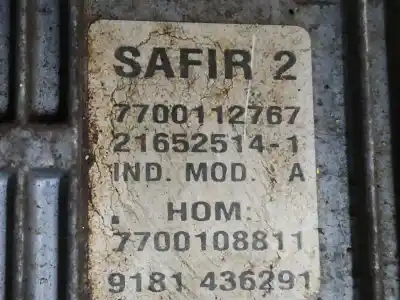 SAFIR 2
7700112767
21652514-1
IND. MOD. A
. HOM:
7700108811
9181 436291